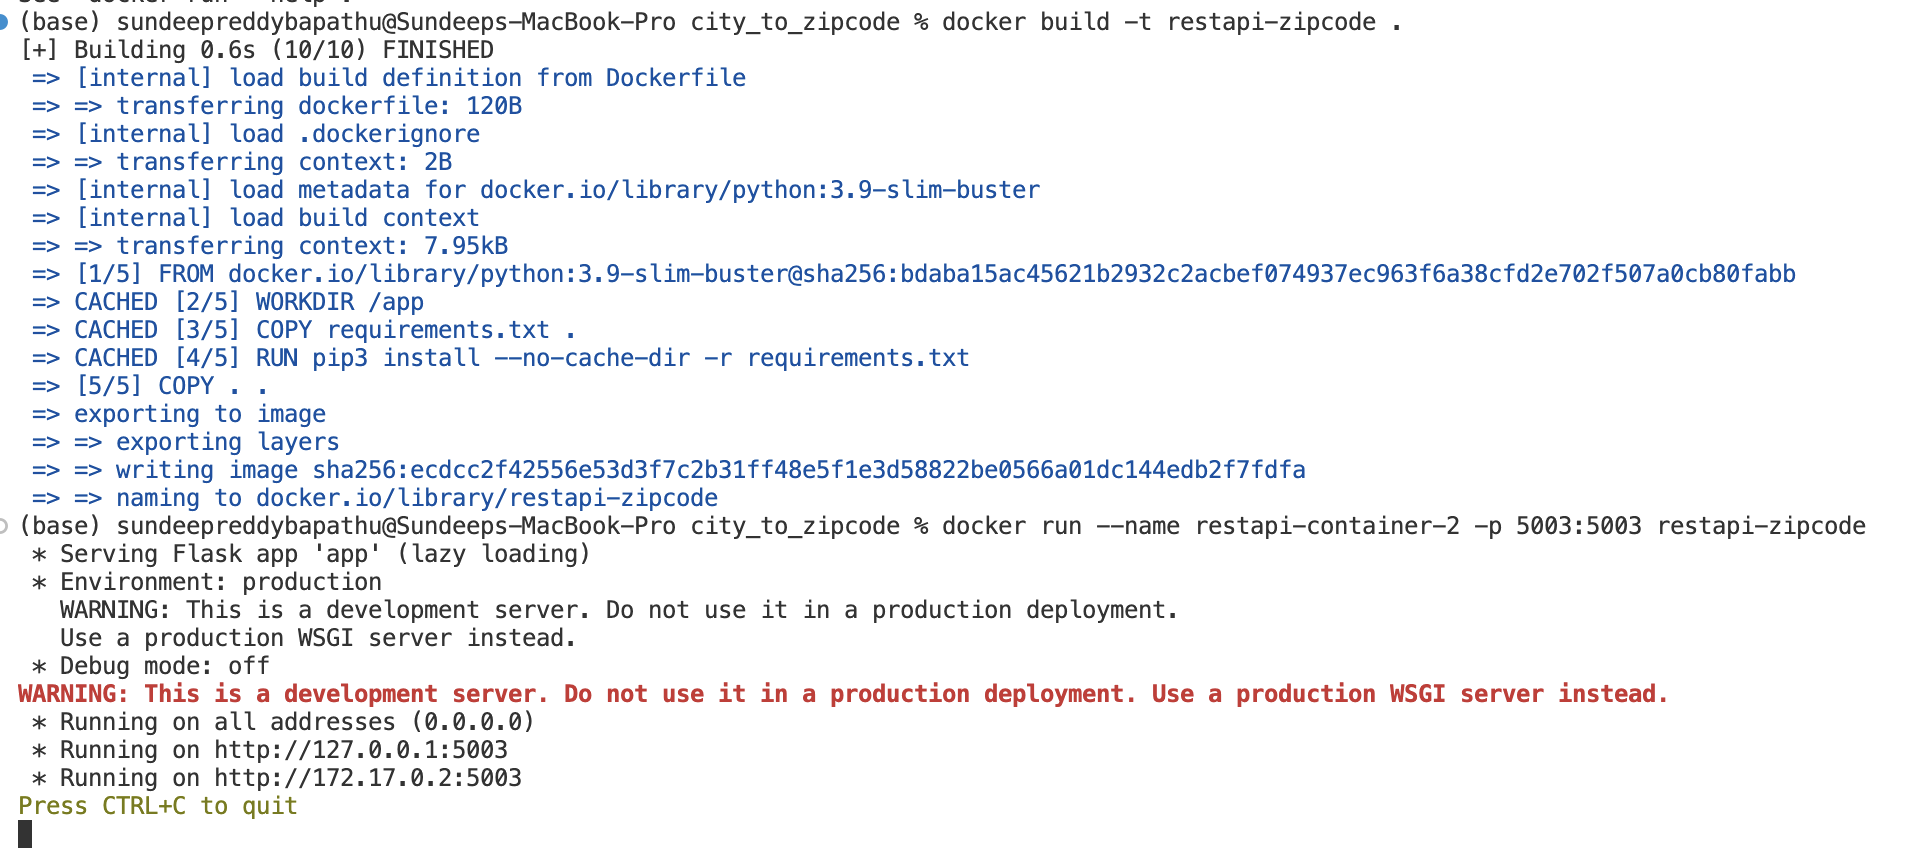 (base) sundeepreddybapathu@Sundeeps-MacBook-Pro city_to_zipcode % docker build -t restapi-zipcode .
[+] Building 0.6s (10/10) FINISHED
=> [internal] load build definition from Dockerfile
=> => transferring dockerfile: 120B
=> [internal] load .dockerignore
=> => transferring context: 2B
=> [internal] load metadata for docker.io/library/python:3.9-slim-buster
=> [internal] load build context
=> => transferring context: 7.95kB
=> [1/5] FROM docker.io/library/python:3.9-slim-buster@sha256:bdaba15ac45621b2932c2acbef074937ec963f6a38cfd2e702f507a0cb80fabb
=> CACHED [2/5] WORKDIR /app
=> CACHED [3/5] COPY requirements.txt .
=> CACHED [4/5] RUN pip3 install --no-cache-dir -r requirements.txt
=> [5/5] COPY . .
=> exporting to image
=> => exporting layers
=> => writing image sha256:ecdcc2f42556e53d3f7c2b31ff48e5f1e3d58822be0566a01dc144edb2f7fdfa
=> => naming to docker.io/library/restapi-zipcode
(base) sundeepreddybapathu@Sundeeps-MacBook-Pro city_to_zipcode % docker run --name restapi-container-2 -p 5003:5003 restapi-zipcode
* Serving Flask app 'app' (lazy loading)
* Environment: production
WARNING: This is a development server. Do not use it in a production deployment.
Use a production WSGI server instead.
* Debug mode: off
WARNING: This is a development server. Do not use it in a production deployment. Use a production WSGI server instead.
* Running on all addresses (0.0.0.0)
* Running on http://127.0.0.1:5003
* Running on http://172.17.0.2:5003
Press CTRL+C to quit